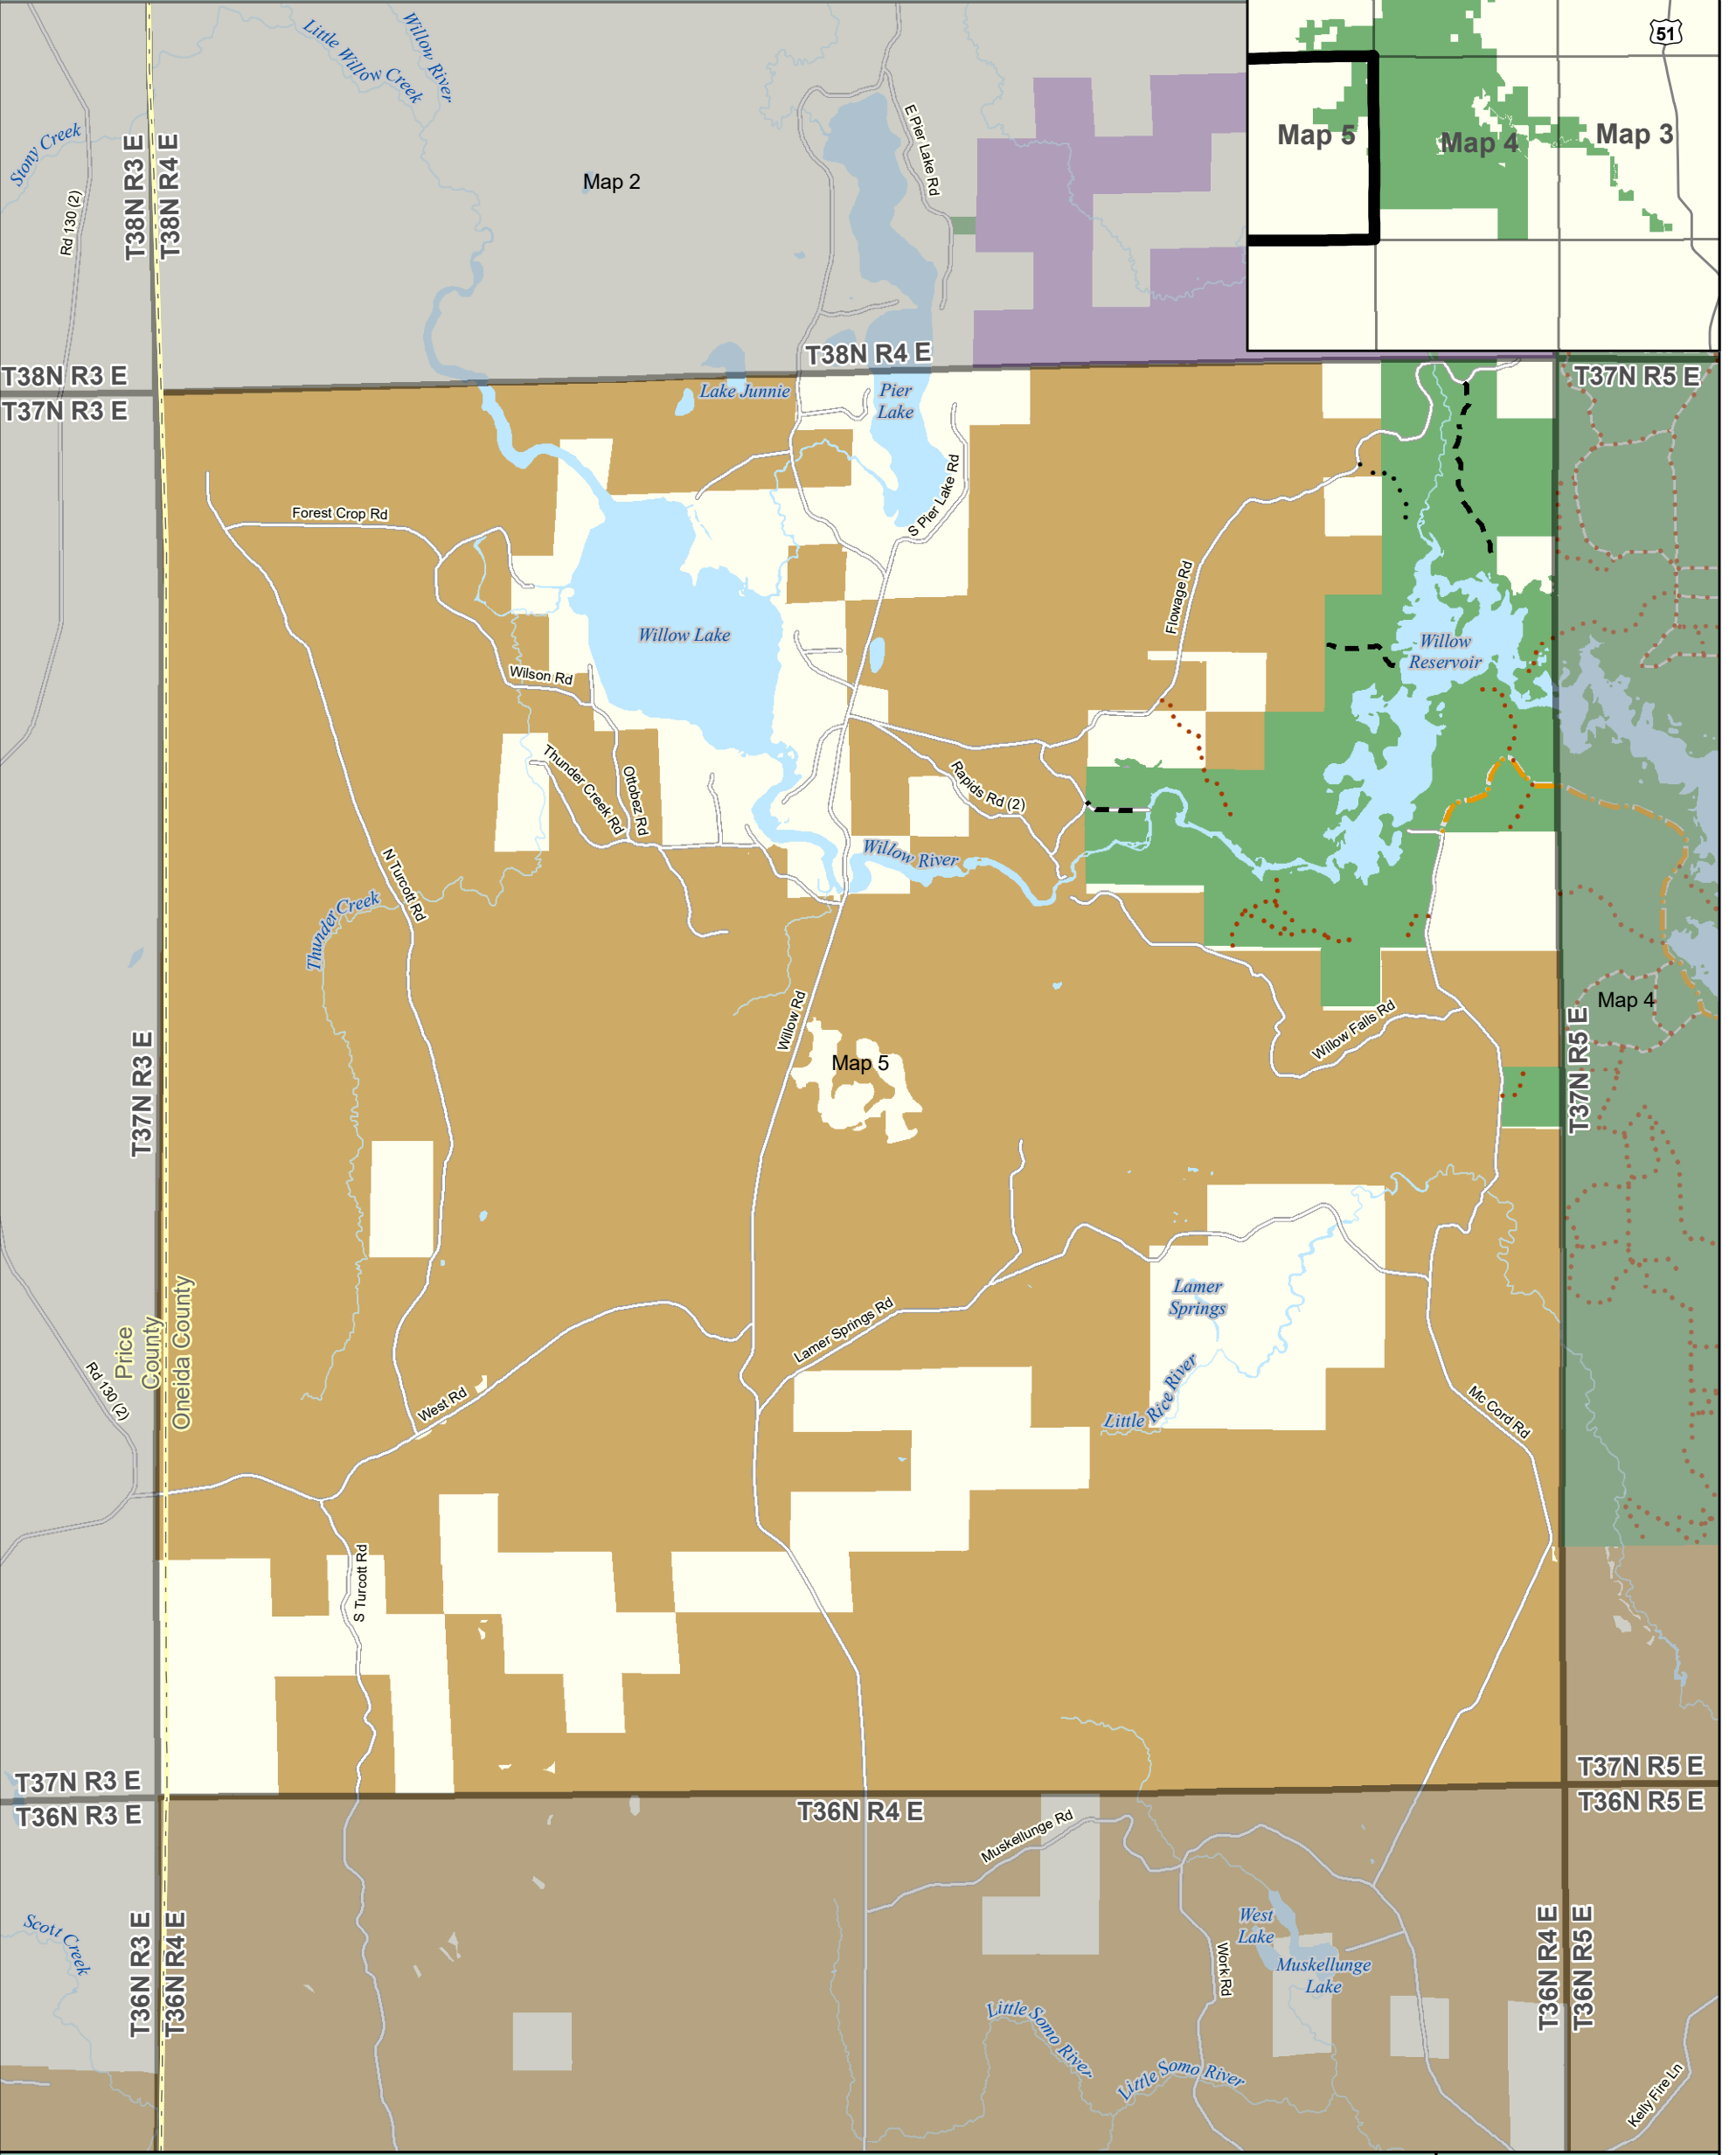 Little Willow Creek
Willow River
Stony Creek
Rd 130 (2)
T38N R3 E
T38N R4 E
Map 2
E Pier Lake Rd
51
Map 5
Map 4
Map 3
T38N R3 E
T37N R3 E
T38N R4 E
T37N R5 E
Lake Junnie
Pier
Lake
S Pier Lake Rd
Forest Crop Rd
Flowage Rd
Willow Lake
Willow
Reservoir
Wilson Rd
Thunder Creek Rd
Ottobez Rd
Rapids Rd (2)
Willow River
N Turcott Rd
Thunder Creek
Willow Rd
Map 5
Willow Falls Rd
Map 4
T37N R3 E
T37N R5 E
Price
County
Oneida County
Rd 130 (2)
Lamer
Springs
Lamer Springs Rd
Little Rice River
West Rd
Mc Cord Rd
S Turcott Rd
T37N R3 E
T36N R3 E
T36N R4 E
T37N R5 E
T36N R5 E
Muskellunge Rd
Scott Creek
T36N R3 E
T36N R4 E
West
Lake
Muskellunge
Lake
Work Rd
Little Somo River
Little Somo River
T36N R4 E
T36N R5 E
Kelly Fire Ln